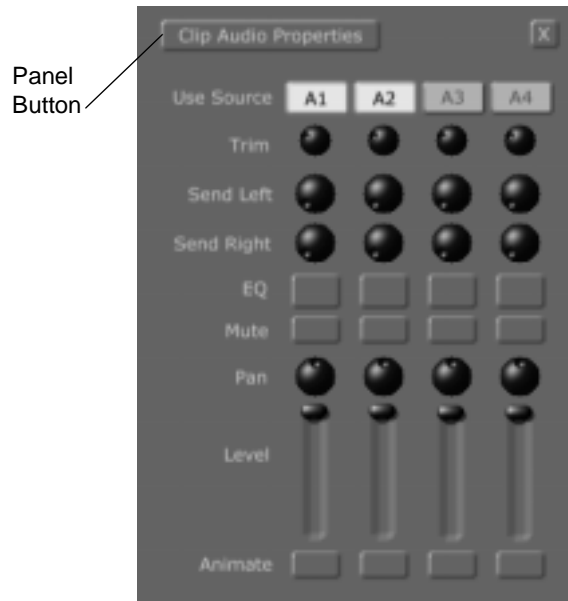 Clip Audio Properties X
Panel
Button
Use Source A1 A2 A3 A4
Trim
Send Left
Send Right
EQ
Mute
Pan
Level
Animate